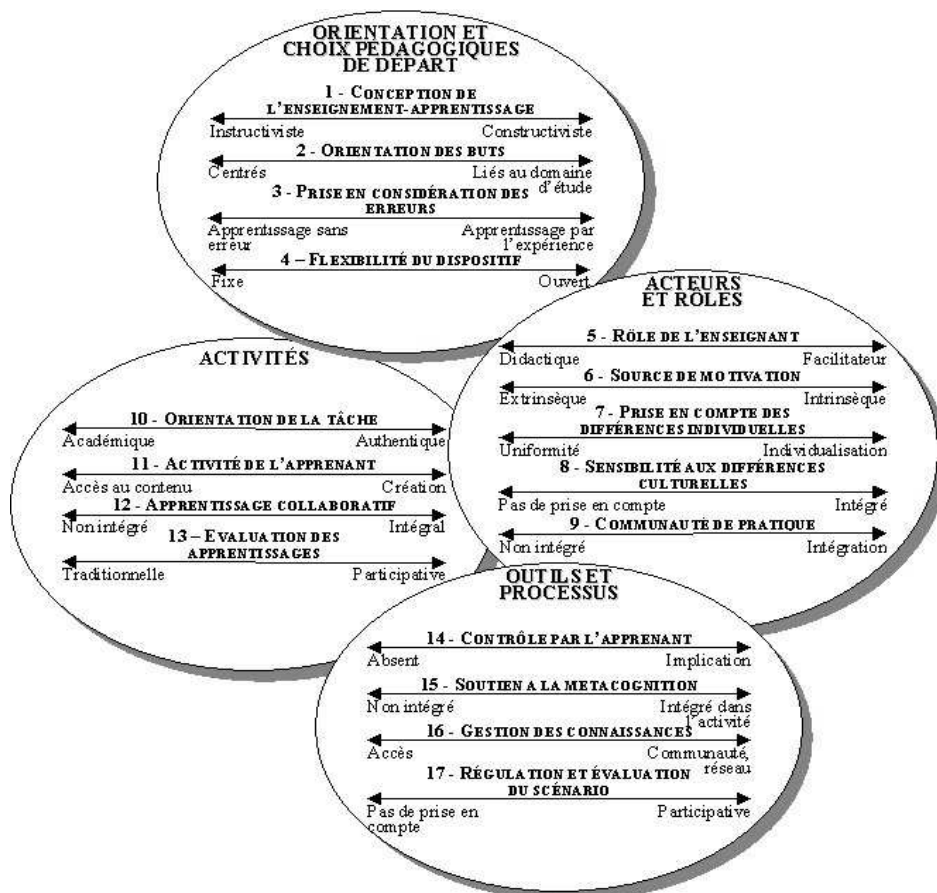 ORIENTATION ET
CHOIX PÉDAGOGIQUES
DE DÉPART
1 - CONCEPTION DE
L'ENSEIGNEMENT-APPRENTISSAGE
Instructiviste Constructiviste
2 - ORIENTATION DES BUTS
Centrés Liés au domaine
d'étude
3 - PRISE EN CONSIDÉRATION DES
ERREURS
Apprentissage sans Apprentissage par
erreur l'expérience
4 – FLEXIBILITÉ DU DISPOSITIF
Fixe Ouvert
ACTEURS
ET RÔLES
5 - RÔLE DE L'ENSEIGNANT
Didactique Facilitateur
6 - SOURCE DE MOTIVATION
Extrinsèque Intrinsèque
7 - PRISE EN COMPTE DES
DIFFÉRENCES INDIVIDUELLES
Uniformité Individualisation
8 - SENSIBILITÉ AUX DIFFÉRENCES
CULTURELLES
Pas de prise en compte Intégré
9 - COMMUNAUTÉ DE PRATIQUE
Non intégré Intégration
ACTIVITÉS
10 - ORIENTATION DE LA TÂCHE
Académique Authentique
11 - ACTIVITÉ DE L'APPRENANT
Accès au contenu Création
12 - APPRENTISSAGE COLLABORATIF
Non intégré Intégral
13 – EVALUATION DES
APPRENTISSAGES
Traditionnelle Participative
OUTILS ET
PROCESSUS
14 - CONTRÔLE PAR L'APPRENANT
Absent Implication
15 - SOUTIEN A LA METACOGNITION
Non intégré Intégré dans
l'activité
16 - GESTION DES CONNAISSANCES
Accès Communauté,
réseau
17 - RÉGULATION ET ÉVALUATION
DU SCÉNARIO
Pas de prise en Participative
compte